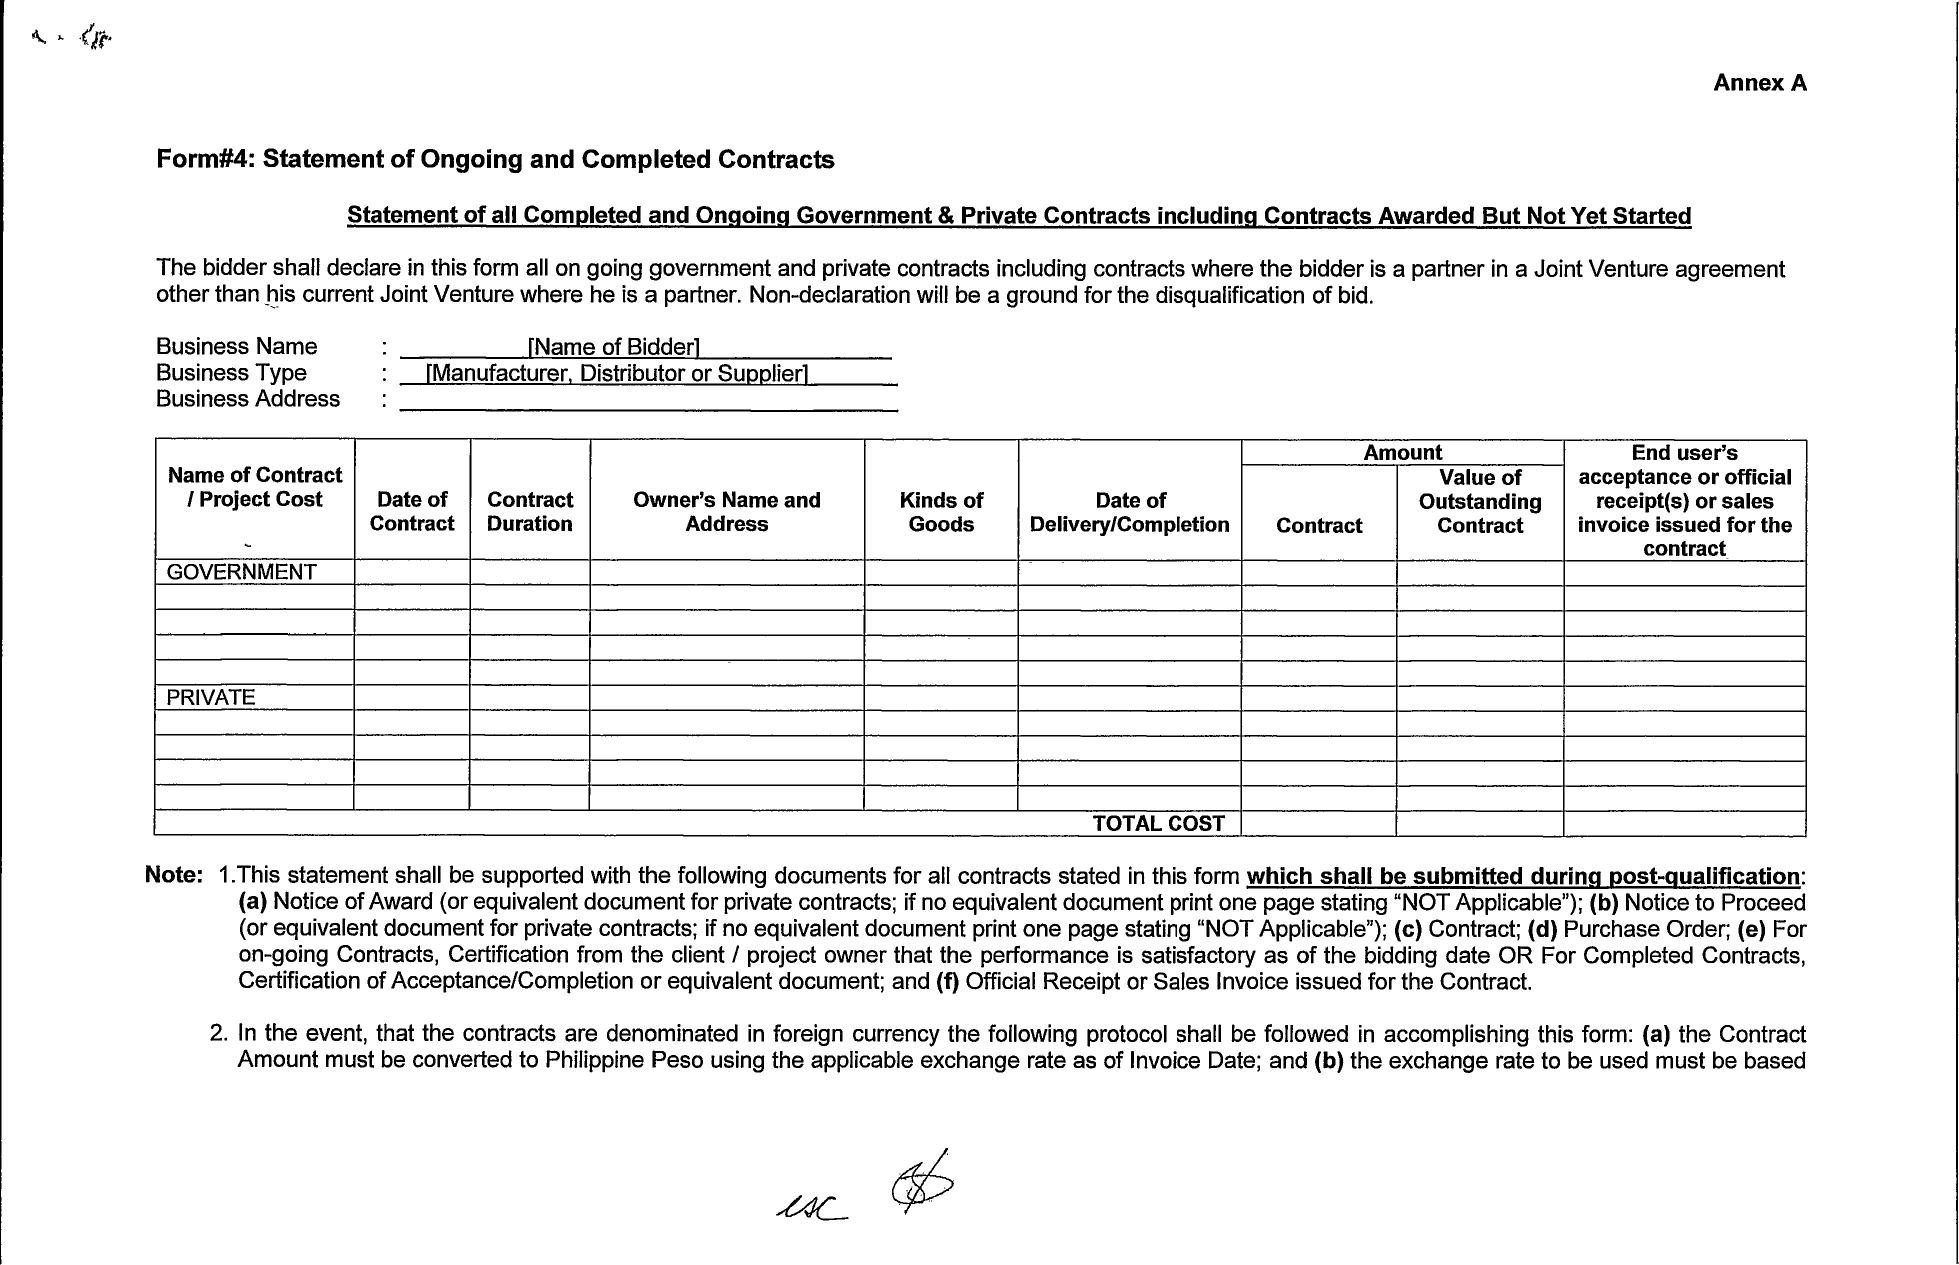 Annex A
Form#4: Statement of Ongoing and Completed Contracts
Statement of all Completed and Ongoing Government & Private Contracts including Contracts Awarded But Not Yet Started
The bidder shall declare in this form all on going government and private contracts including contracts where the bidder is a partner in a Joint Venture agreement
other than his current Joint Venture where he is a partner. Non-declaration will be a ground for the disqualification of bid.
Business Name : [Name of Bidder]
Business Type : [Manufacturer, Distributor or Supplier]
Business Address :
Name of Contract
/ Project Cost
Date of
Contract
Contract
Duration
Owner's Name and
Address
Kinds of
Goods
Date of
Delivery/Completion
Amount
Contract
Value of
Outstanding
Contract
End user's
acceptance or official
receipt(s) or sales
invoice issued for the
contract
GOVERNMENT
PRIVATE
TOTAL COST
Note: 1.This statement shall be supported with the following documents for all contracts stated in this form which shall be submitted during post-qualification:
(a) Notice of Award (or equivalent document for private contracts; if no equivalent document print one page stating “NOT Applicable”); (b) Notice to Proceed
(or equivalent document for private contracts; if no equivalent document print one page stating “NOT Applicable”); (c) Contract; (d) Purchase Order; (e) For
on-going Contracts, Certification from the client / project owner that the performance is satisfactory as of the bidding date OR For Completed Contracts,
Certification of Acceptance/Completion or equivalent document; and (f) Official Receipt or Sales Invoice issued for the Contract.
2. In the event, that the contracts are denominated in foreign currency the following protocol shall be followed in accomplishing this form: (a) the Contract
Amount must be converted to Philippine Peso using the applicable exchange rate as of Invoice Date; and (b) the exchange rate to be used must be based